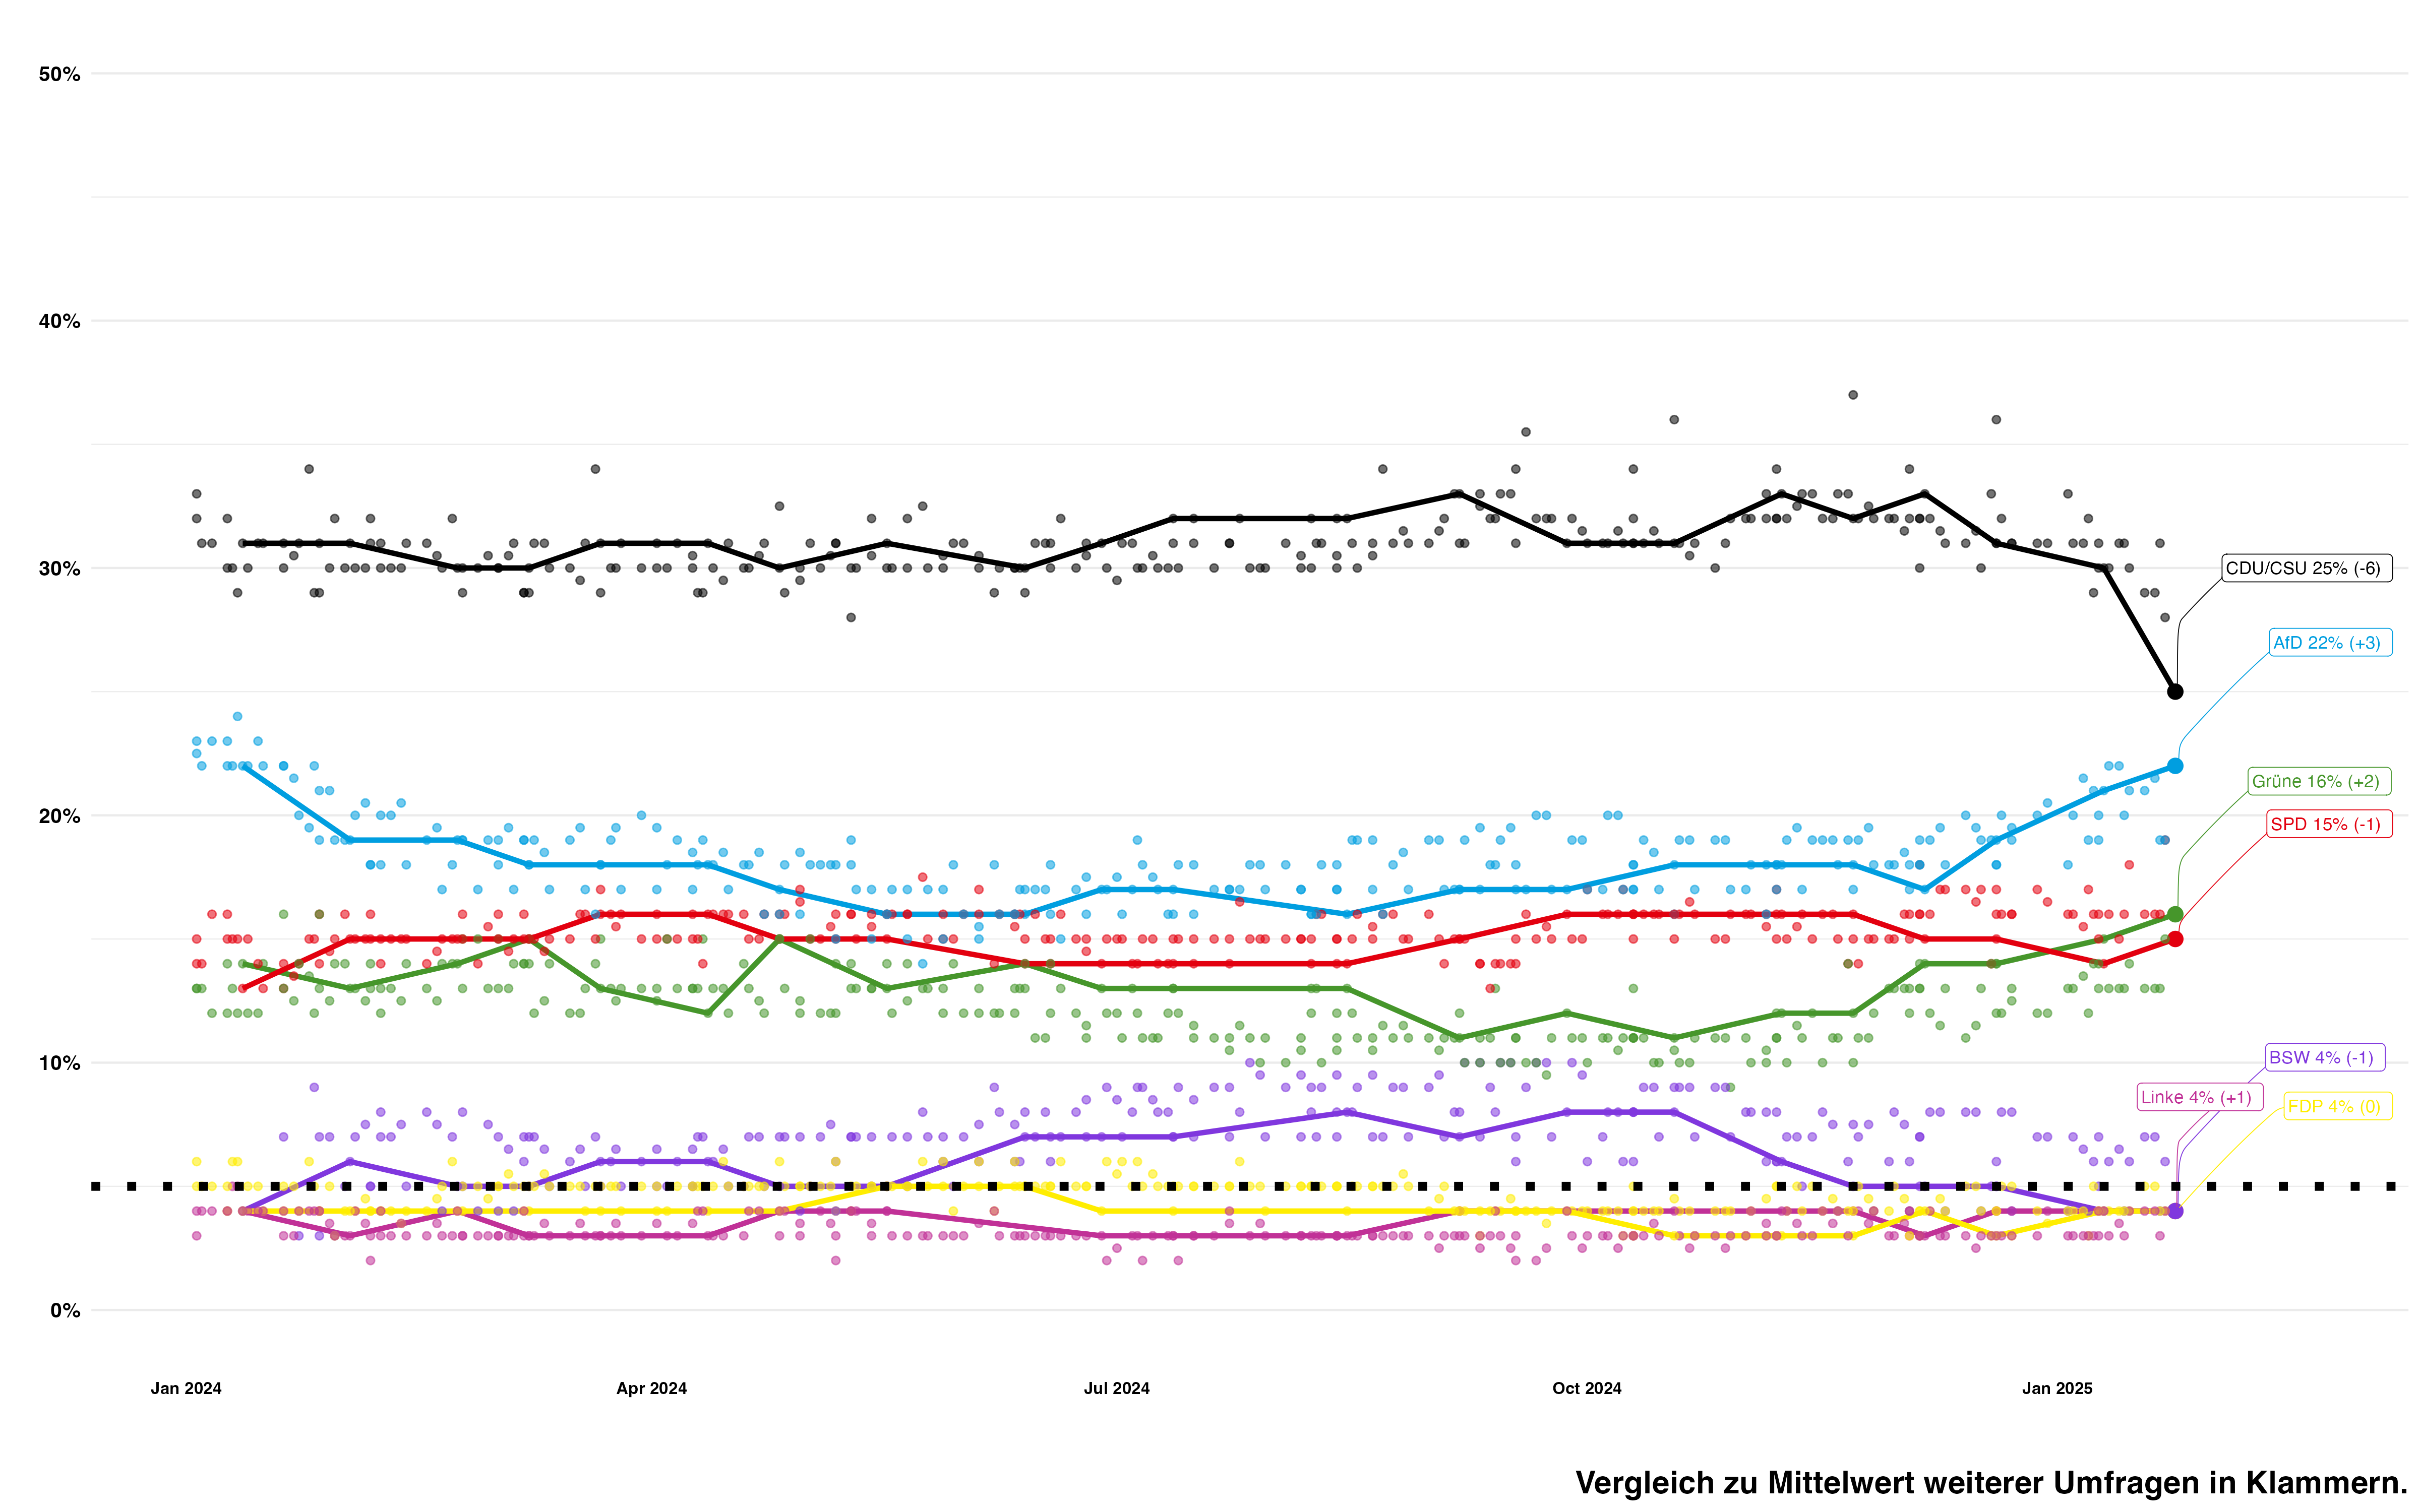 50%
40%
30%
CDU/CSU 25% (-6)
AfD 22% (+3)
Grüne 16% (+2)
20%
SPD 15% (-1)
10%
BSW 4% (-1)
Linke 4% (+1)
FDP 4% (0)
0%
Jan 2024 Apr 2024 Jul 2024 Oct 2024 Jan 2025
Vergleich zu Mittelwert weiterer Umfragen in Klammern.